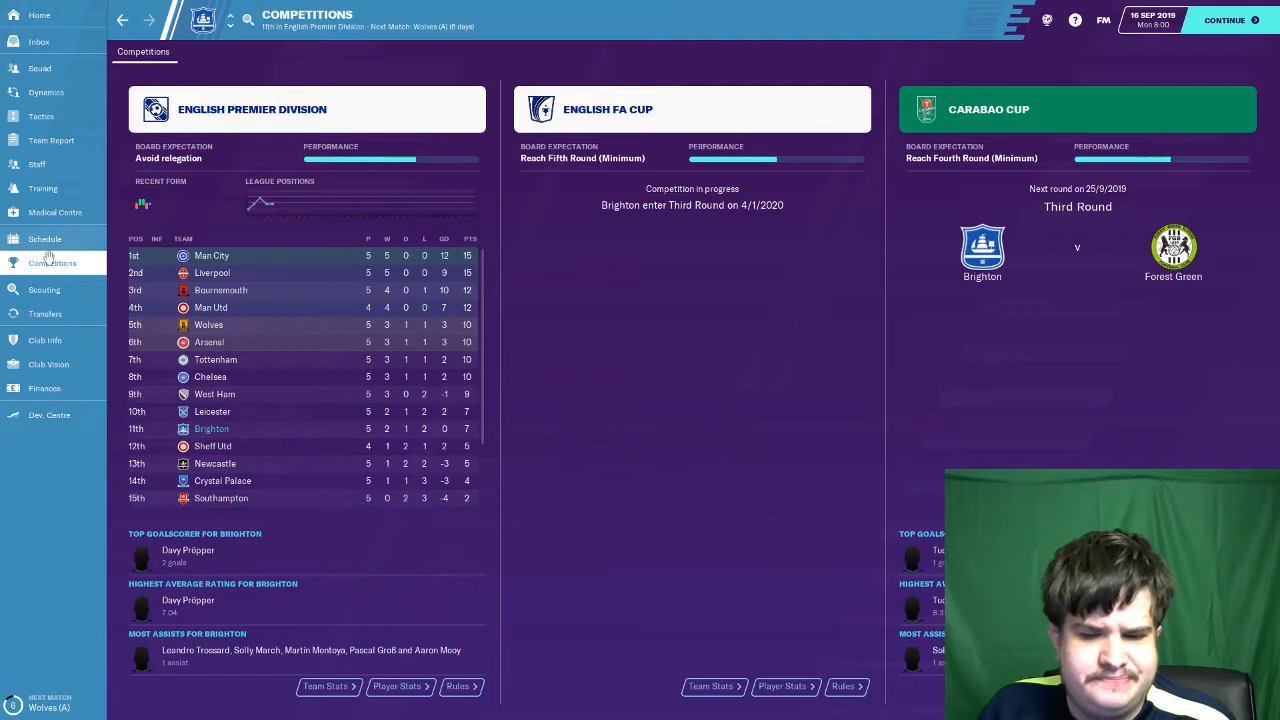 Home
Inbox
Squad
Dynamics
Tactics
Team Report
Staff
Training
Medical Centre
Schedule
Competitions
Scouting
Transfers
Club Info
Club Vision
Finances
Dev. Centre
6
NEXT MATCH
Wolves (A)
COMPETITIONS
11th in English Premier Division - Next Match: Wolves (A) (6 days)
? FM
16 SEP 2019
Mon 8:00
CONTINUE
Competitions
ENGLISH PREMIER DIVISION
BOARD EXPECTATION PERFORMANCE
Avoid relegation
RECENT FORM LEAGUE POSITIONS
POS INF TEAM P W D L GD PTS
1st Man City 5 5 0 0 12 15
2nd Liverpool 5 5 0 0 9 15
3rd Bournemouth 5 4 0 1 10 12
4th Man Utd 4 4 0 0 7 12
5th Wolves 5 3 1 1 3 10
6th Arsenal 5 3 1 1 3 10
7th Tottenham 5 3 1 1 2 10
8th Chelsea 5 3 1 1 2 10
9th West Ham 5 3 0 2 -1 9
10th Leicester 5 2 1 2 2 7
11th Brighton 5 2 1 2 0 7
12th Sheff Utd 4 1 2 1 2 5
13th Newcastle 5 1 2 2 -3 5
14th Crystal Palace 5 1 1 3 -3 4
15th Southampton 5 0 2 3 -4 2
TOP GOALSCORER FOR BRIGHTON
Davy Pröpper
2 goals
HIGHEST AVERAGE RATING FOR BRIGHTON
Davy Pröpper
7.04
MOST ASSISTS FOR BRIGHTON
Leandro Trossard, Solly March, Martín Montoya, Pascal Groß and Aaron Mooy
1 assist
Team Stats Player Stats Rules
ENGLISH FA CUP
BOARD EXPECTATION PERFORMANCE
Reach Fifth Round (Minimum)
Competition in progress
Brighton enter Third Round on 4/1/2020
Team Stats Player Stats Rules
CARABAO CUP
BOARD EXPECTATION PERFORMANCE
Reach Fourth Round (Minimum)
Next round on 25/9/2019
Third Round
v
Brighton Forest Green
TOP
HIGHEST
8.3
MOST